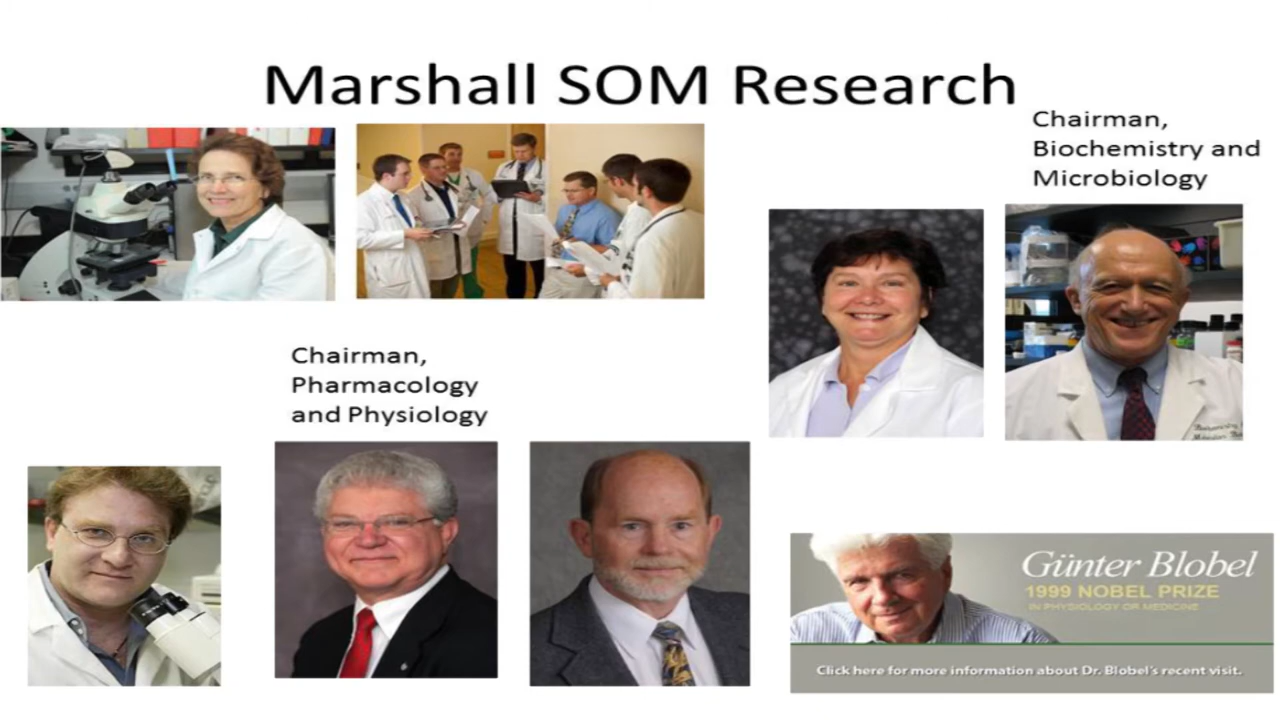 Marshall SOM Research
Chairman,
Biochemistry and
Microbiology
Chairman,
Pharmacology
and Physiology
Günter Blobel
1999 NOBEL PRIZE
IN PHYSIOLOGY OR MEDICINE
Click here for more information about Dr. Blobel's recent visit.